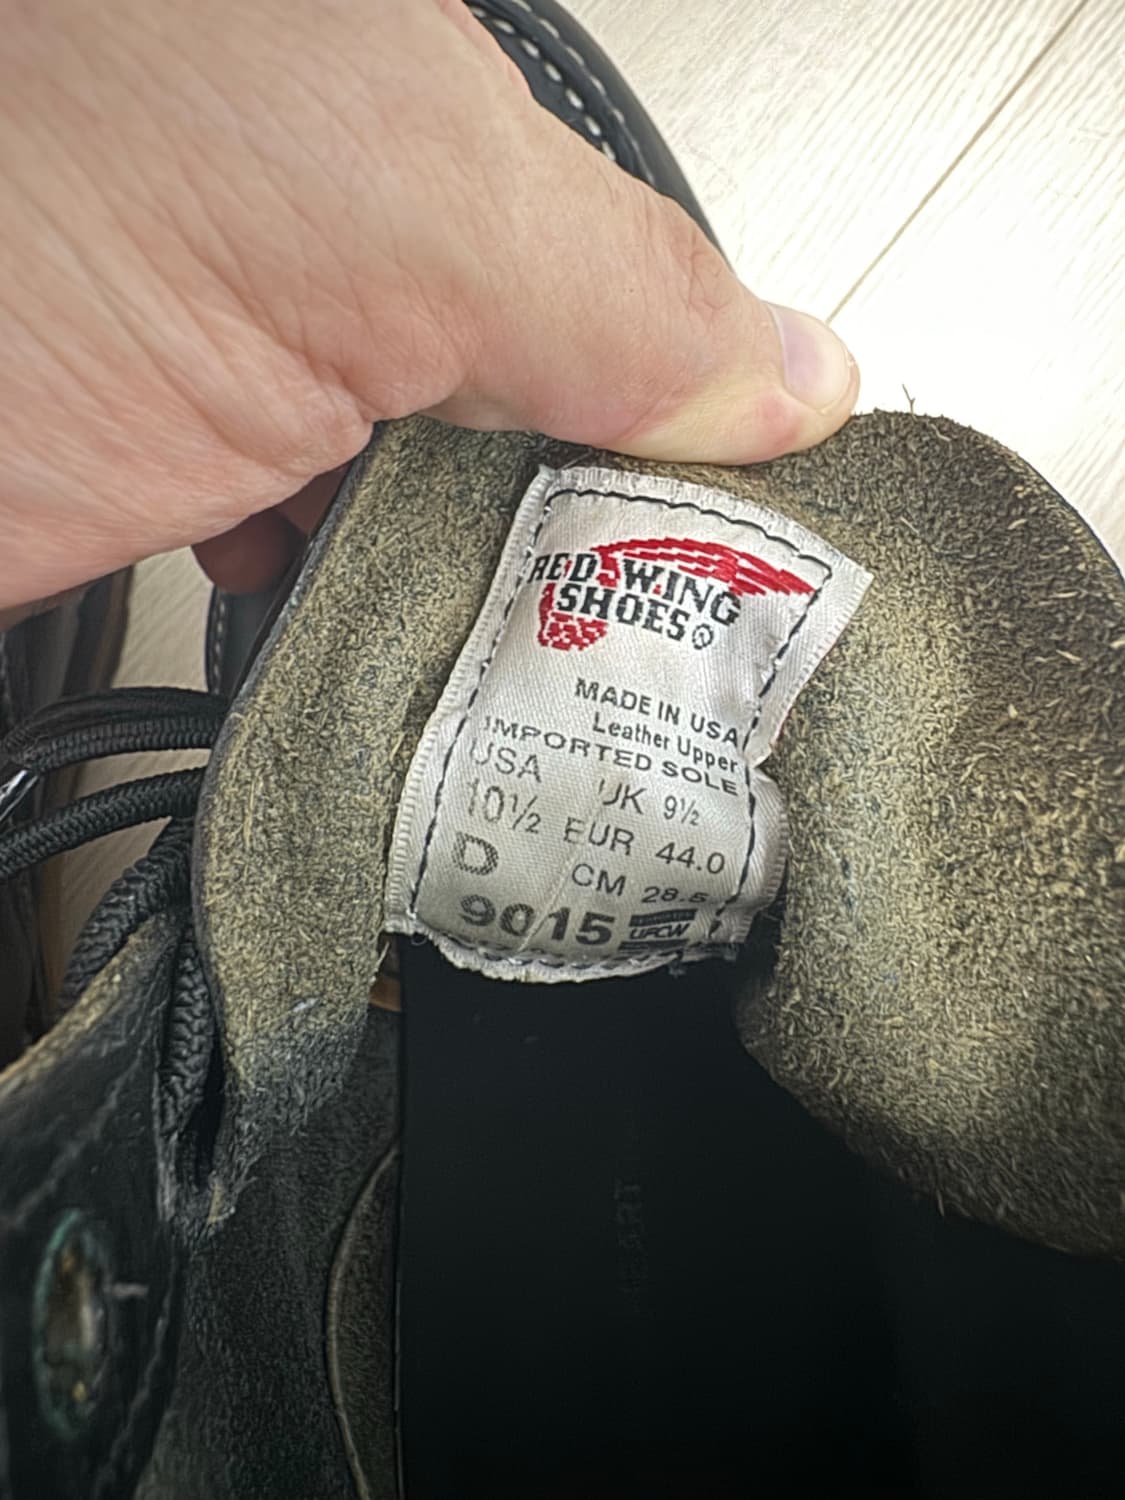 RED WING
SHOES®
MADE IN USA
Leather Upper
IMPORTED SOLE
USA UK 9½
10½ EUR 44.0
D CM 28.5
9015 UFCW